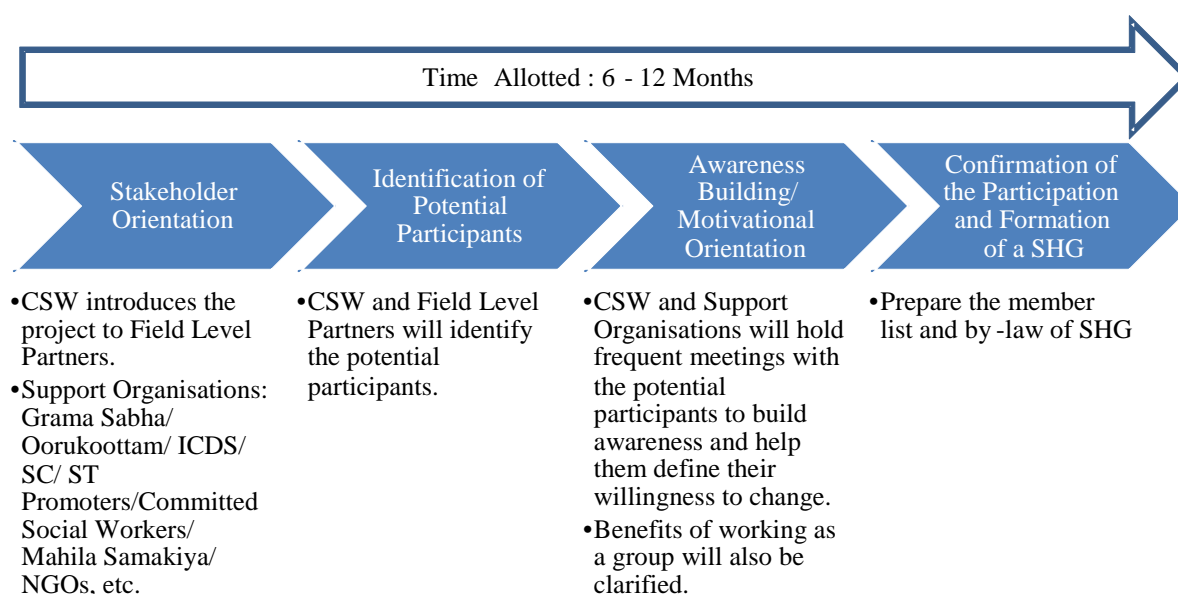 Time Allotted : 6 - 12 Months
Stakeholder
Orientation
•CSW introduces the
project to Field Level
Partners.
•Support Organisations:
Grama Sabha/
Oorukoottam/ ICDS/
SC/ ST
Promoters/Committed
Social Workers/
Mahila Samakiya/
NGOs, etc.
Identification of
Potential
Participants
•CSW and Field Level
Partners will identify
the potential
participants.
Awareness
Building/
Motivational
Orientation
•CSW and Support
Organisations will hold
frequent meetings with
the potential
participants to build
awareness and help
them define their
willingness to change.
•Benefits of working as
a group will also be
clarified.
Confirmation of
the Participation
and Formation
of a SHG
•Prepare the member
list and by -law of SHG